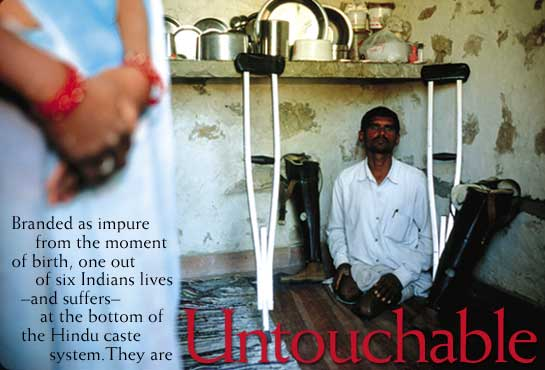 Branded as impure
from the moment
of birth, one out
of six Indians lives
–and suffers–
at the bottom of
the Hindu caste
system. They are
Untouchable